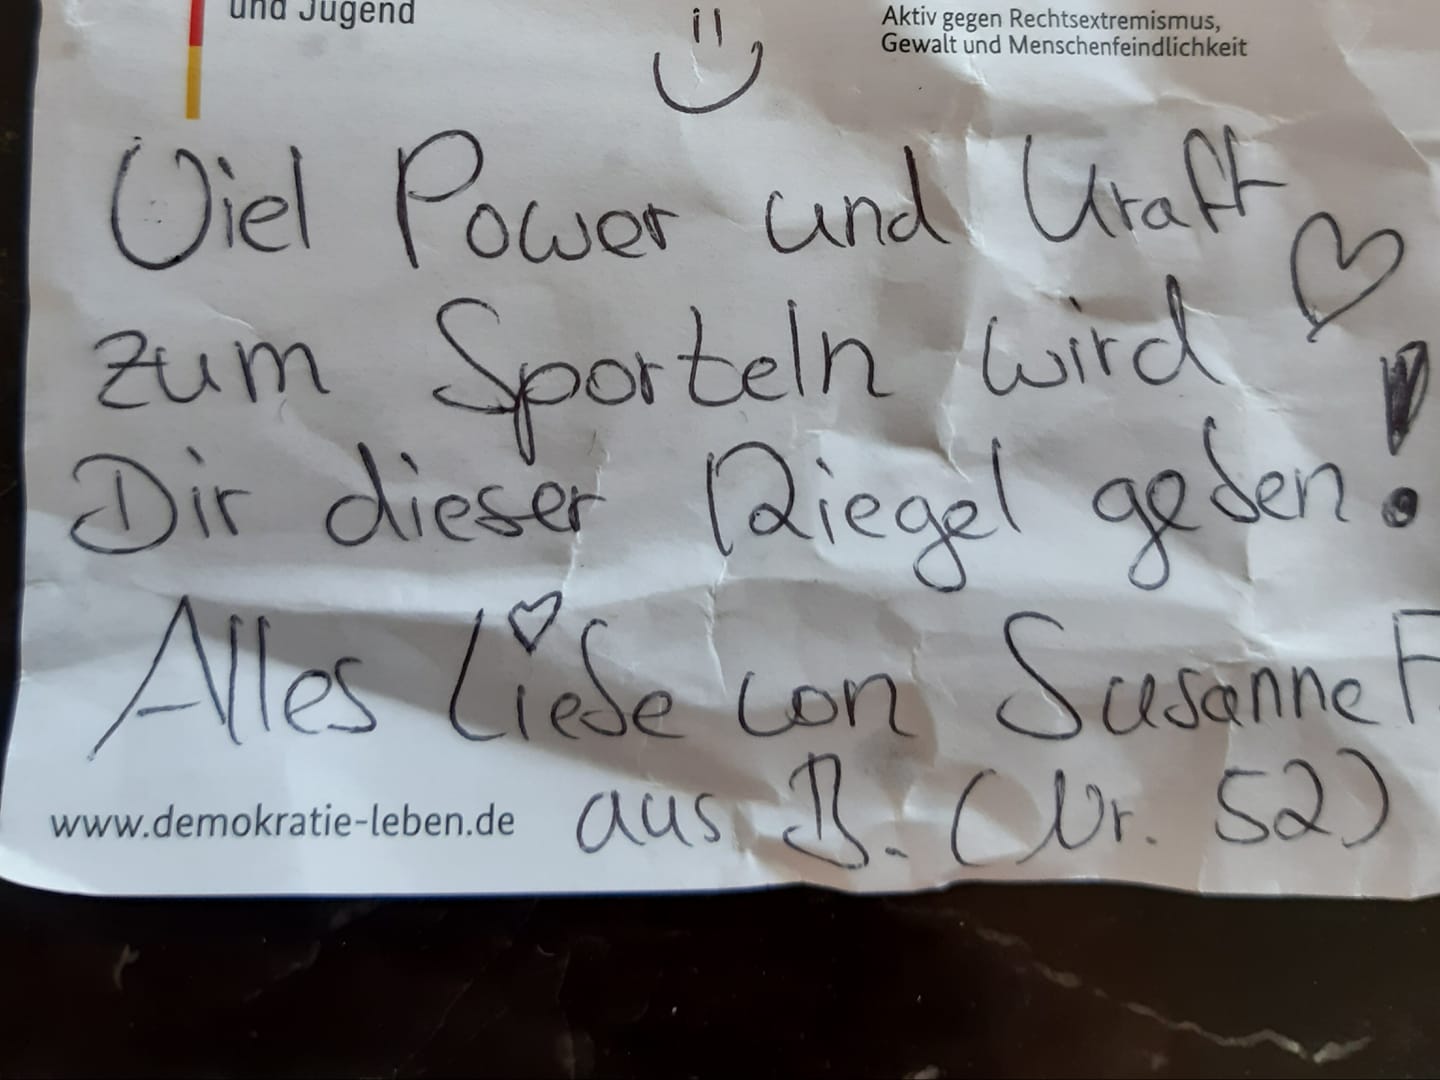 und Jugend
Aktiv gegen Rechtsextremismus,
Gewalt und Menschenfeindlichkeit
Viel Power und Kraft
zum Sporteln wird
Dir dieser Riegel geben!
Alles Liebe von Susanne F.
aus B. (Nr. 52)
www.demokratie-leben.de